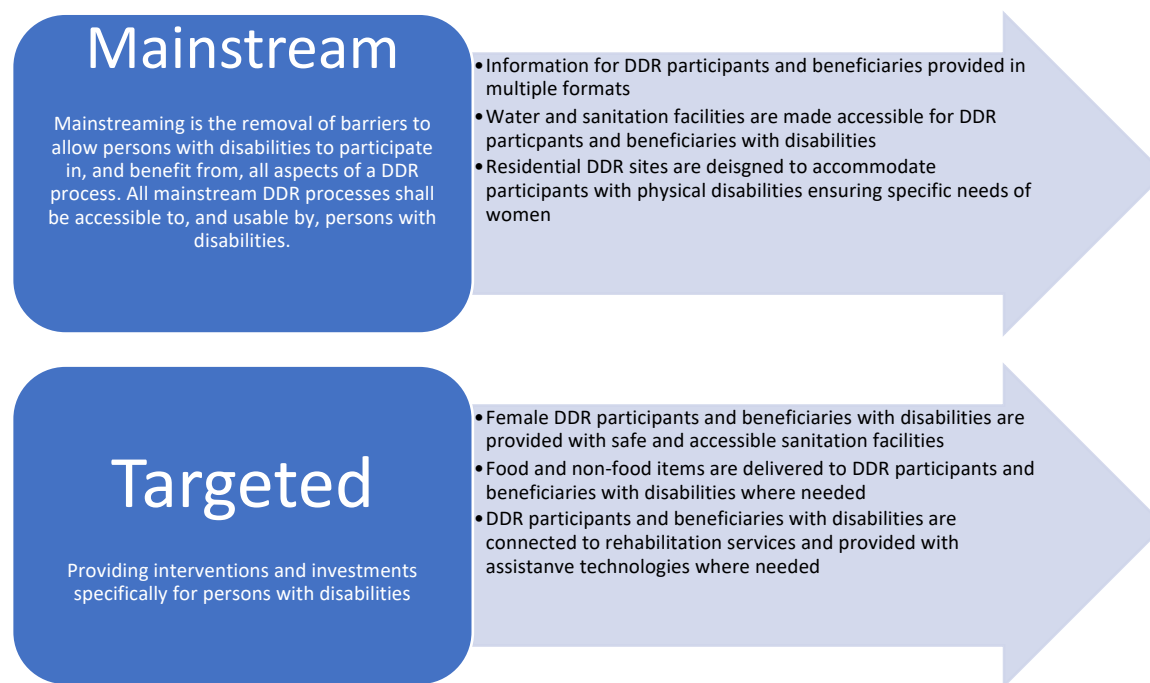 Mainstream
Mainstreaming is the removal of barriers to
allow persons with disabilities to participate
in, and benefit from, all aspects of a DDR
process. All mainstream DDR processes shall
be accessible to, and usable by, persons with
disabilities.
•Information for DDR participants and beneficiaries provided in
multiple formats
•Water and sanitation facilities are made accessible for DDR
particpants and beneficiaries with disabilities
•Residential DDR sites are deisgned to accommodate
participants with physical disabilities ensuring specific needs of
women
Targeted
Providing interventions and investments
specifically for persons with disabilities
•Female DDR participants and beneficiaries with disabilities are
provided with safe and accessible sanitation facilities
•Food and non-food items are delivered to DDR participants and
beneficiaries with disabilities where needed
•DDR participants and beneficiaries with disabilities are
connected to rehabilitation services and provided with
assistanve technologies where needed